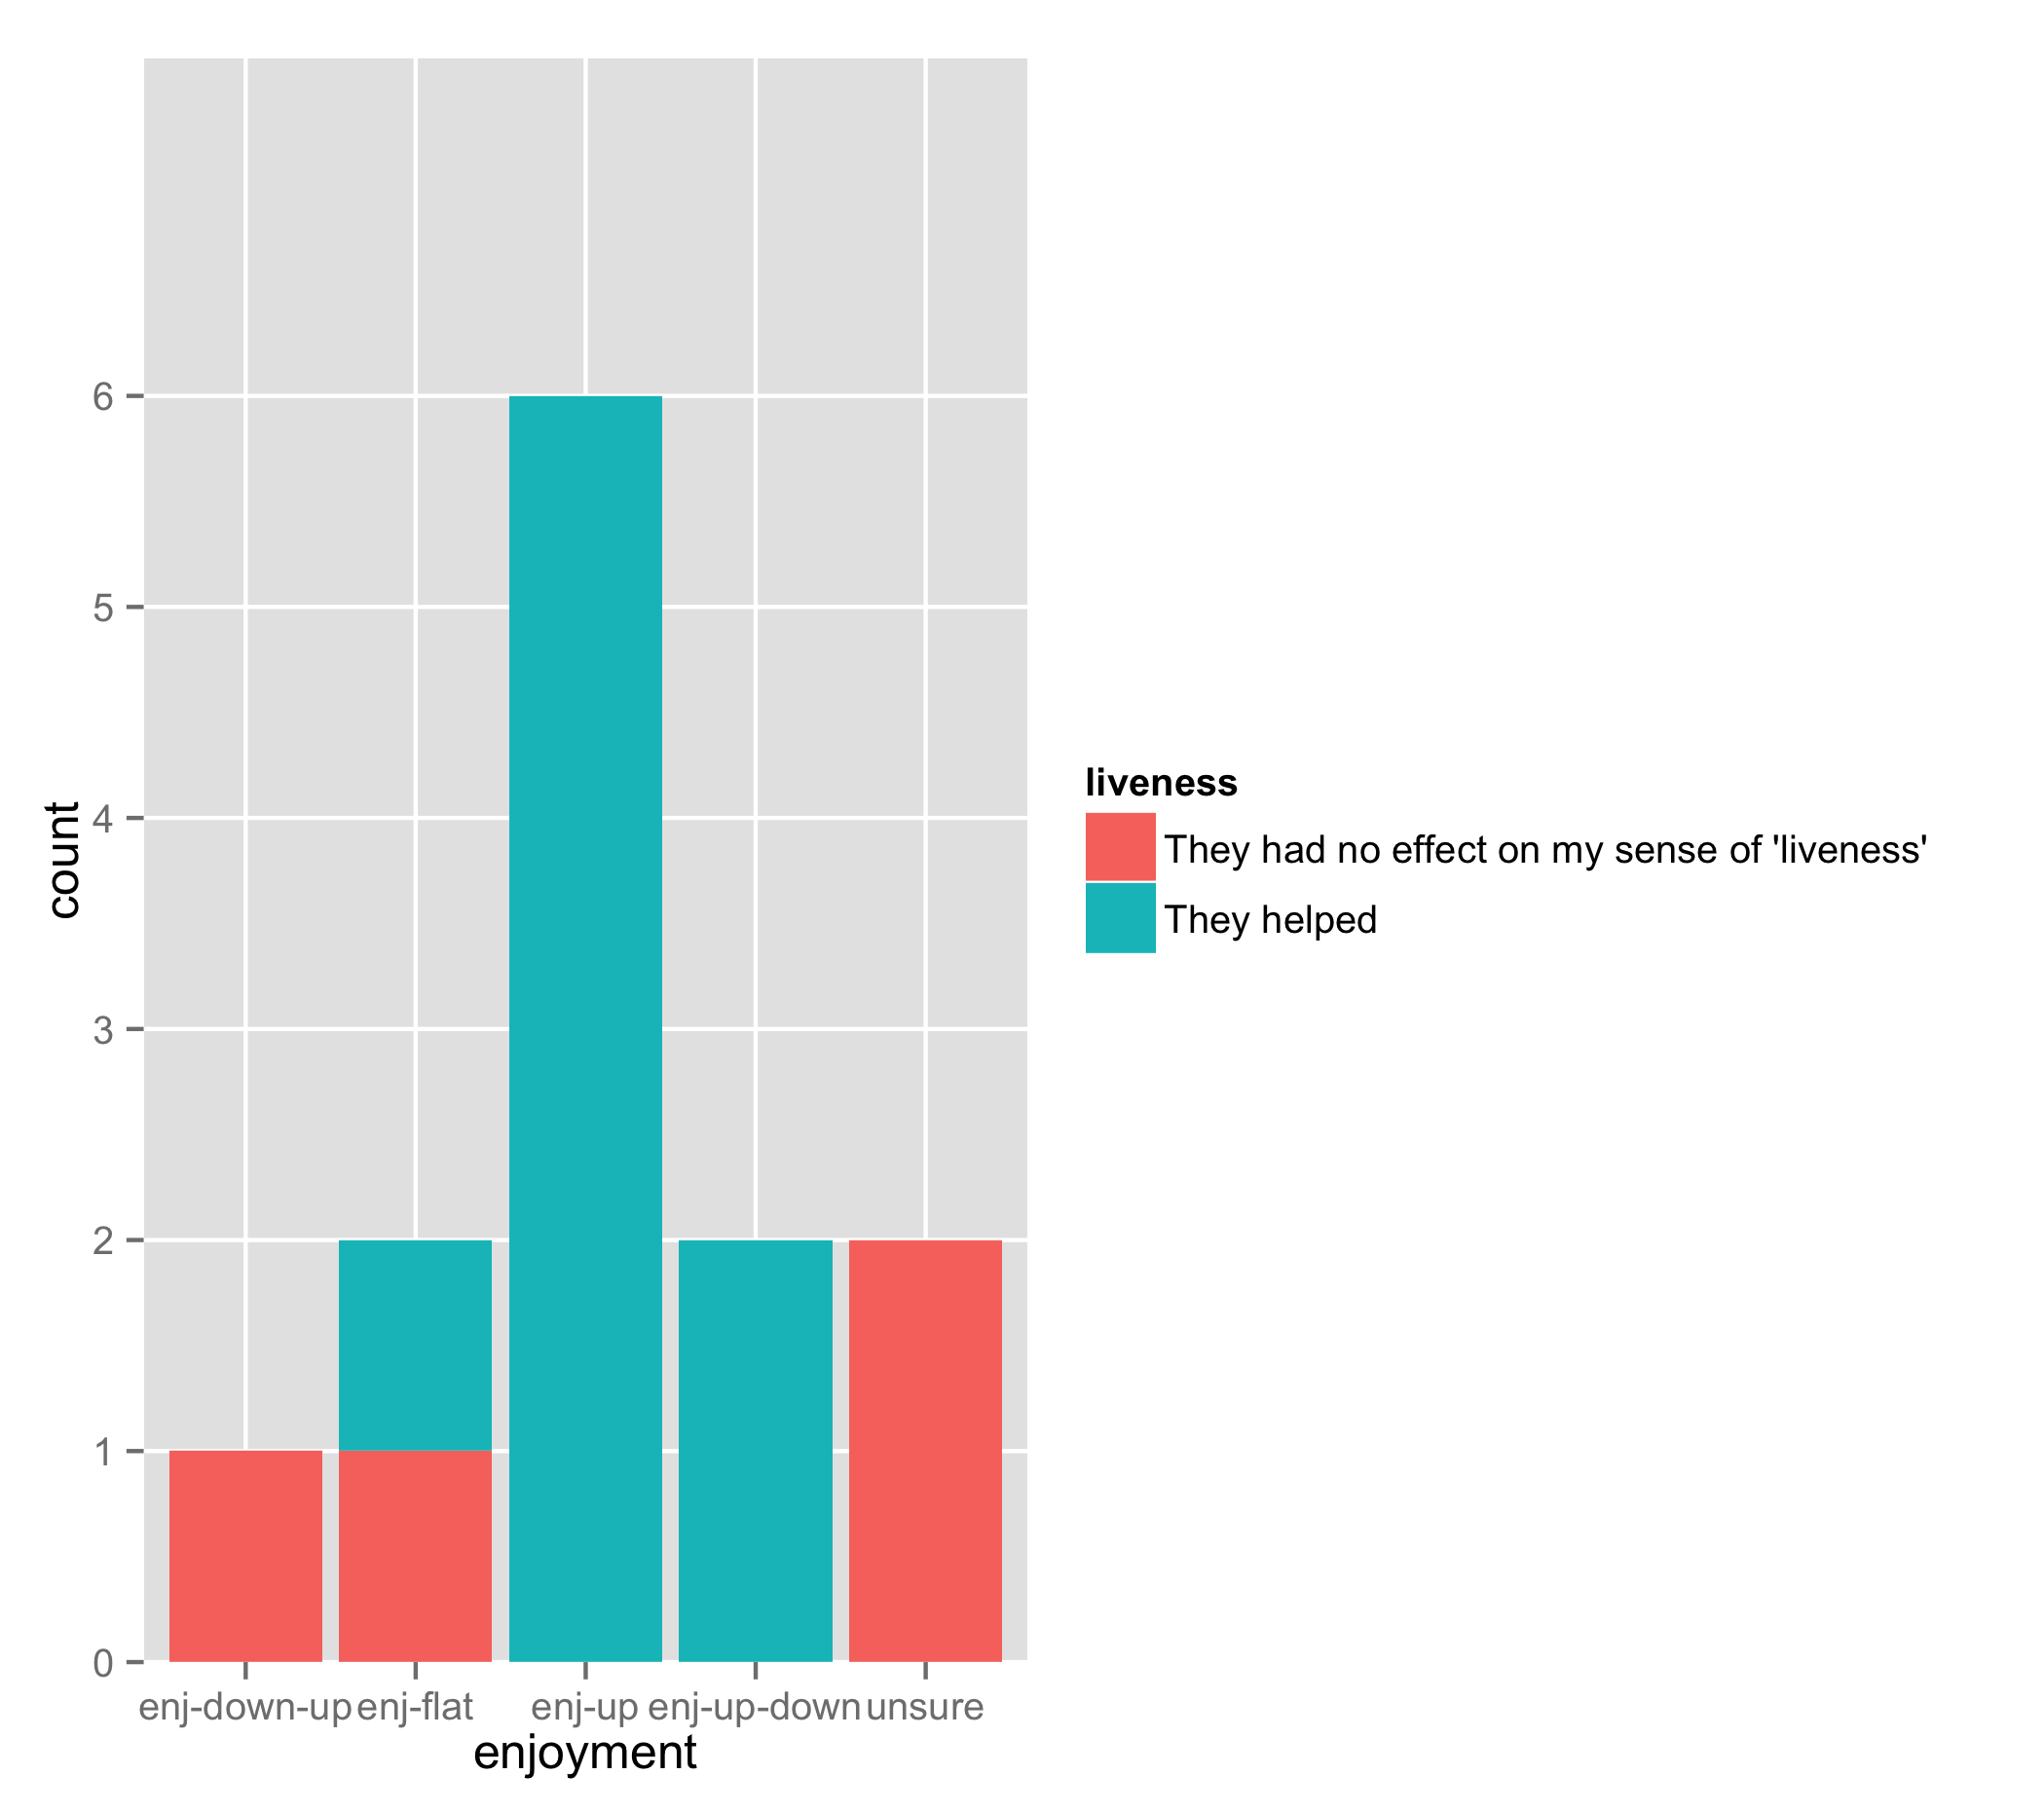 count
6
5
4
3
2
1
0
enj-down-up enj-flat enj-up enj-up-down unsure
enjoyment
liveness
They had no effect on my sense of 'liveness'
They helped